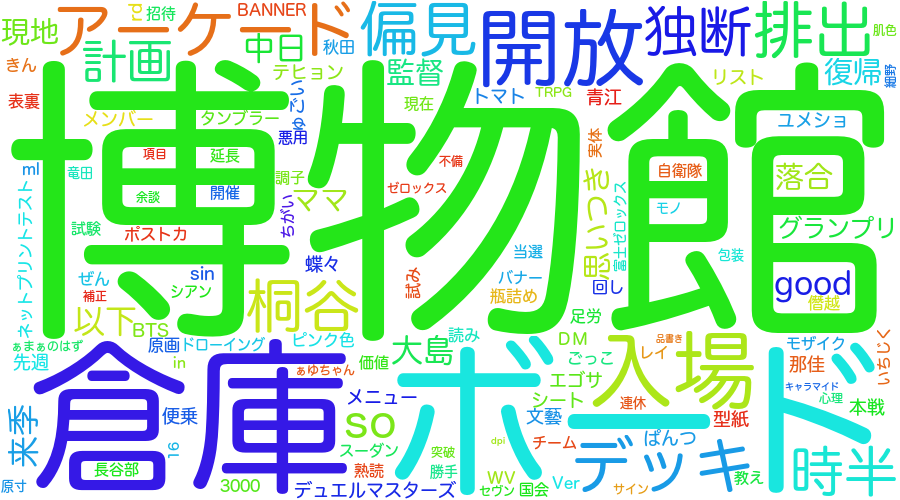 アーケード
BANNER
招待
rd
現地
計画
中日
秋田
偏見
開放
独断
排出
きん
表裏
メンバー
タンブラー
テヒョン
ゆごい
悪用
監督
現在
トマト
TRPG
青江
リスト
復帰
細野
肌色
ユメショ
博物館
項目
延長
余談
開催
調子
ママ
不備
ゼロックス
実体
自衛隊
モノ
落合
グランプリ
ml
竜田
試験
ネットプリントテスト
ポストカ
ちがい
蝶々
試み
当選
思いつき
富士ゼロックス
包装
ぜん
補正
シアン
sin
桐谷
バナー
瓶詰め
回し
good
僭越
以下
BTS
ぁまぁのはず
先週
原画
ドローイング
ピンク色
大島
読み
足労
DM
ごっこ
入場
レイ
品書き
モザイク
いちじく
in
価値
倉庫
ボード
ぁゆちゃん
メニュー
エゴサ
シート
那佳
キャラマイド
心理
本戦
来季
便乗
16
so
スーダン
文藝
チーム
連休
型紙
デッキ
ぱんつ
教え
時半
長谷部
原寸
3000
熟読
突破
勝手
dpi
WV
セヴン
国会
Ver
サイン
デュエルマスターズ